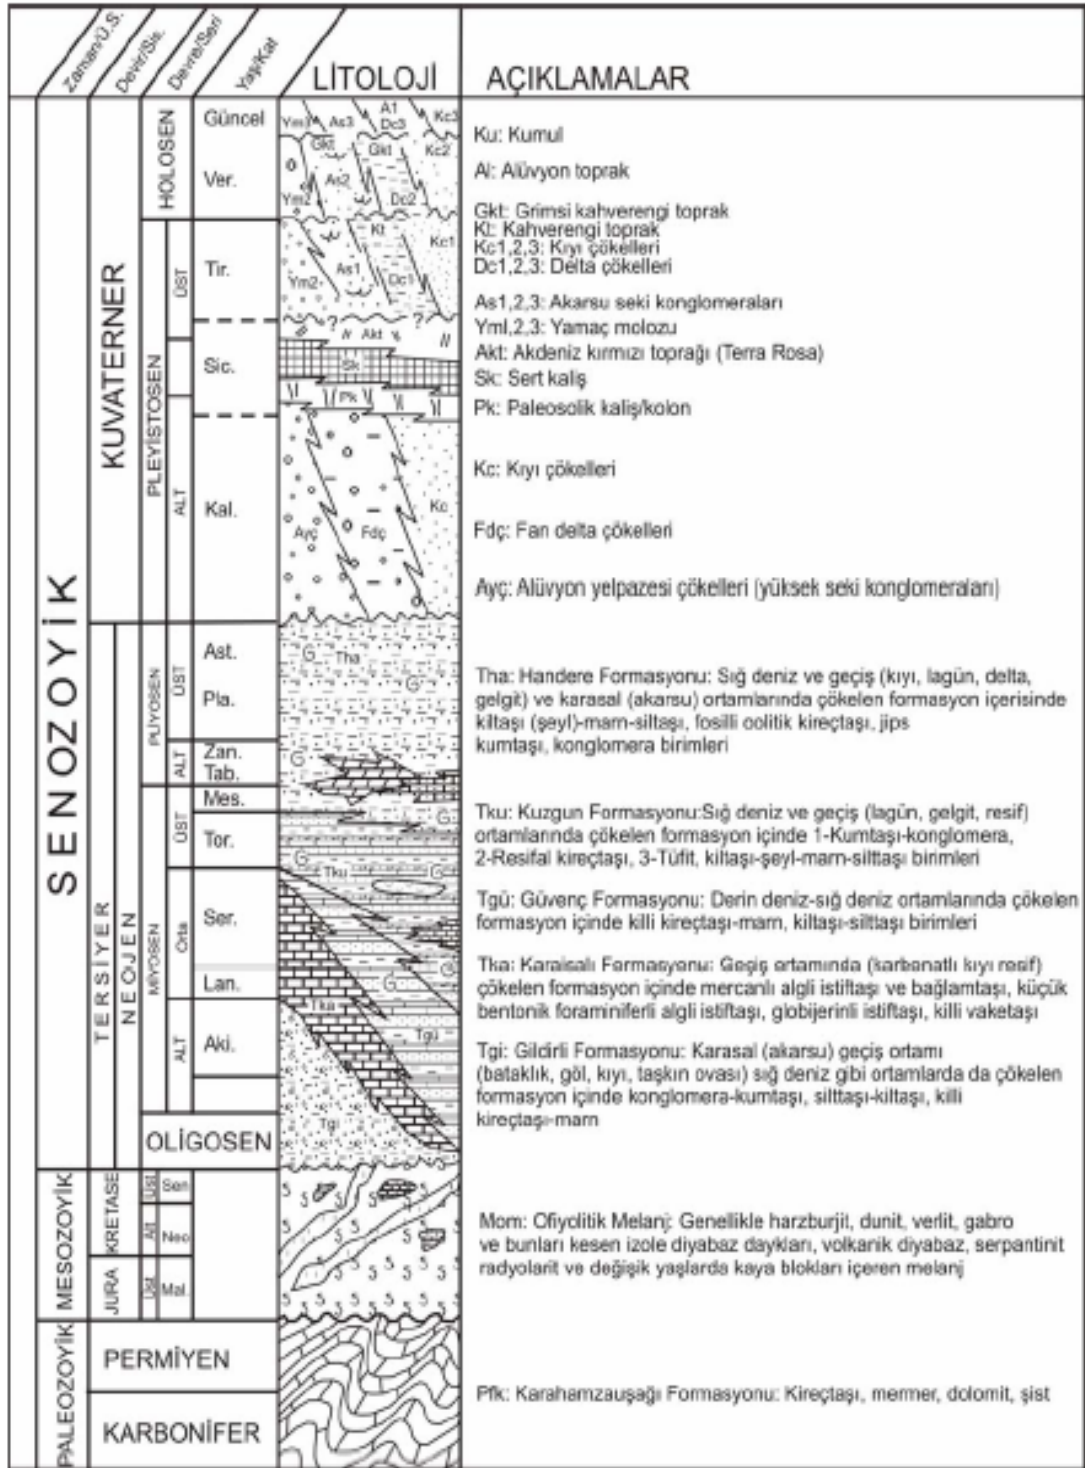 Zaman/Ü.S.
Devir/Sis.
Devre/Seri
Yaş/Kat
LİTOLOJİ
AÇIKLAMALAR
SENOZOYİK
KUVATERNER
HOLOSEN
Güncel
Ver.
PLEYİSTOSEN
ÜST
Tir.
Sic.
ALT
Kal.
TERSİYER
NEOJEN
PLİYOSEN
ÜST
Ast.
Pla.
ALT
Zan.
Tab.
MİYOSEN
ÜST
Mes.
Tor.
Orta
Ser.
Lan.
ALT
Aki.
OLİGOSEN
MESOZOYİK
KRETASE
Üst
Sen
Alt
Neo
JURA
Üst
Mal.
PALEOZOYİK
PERMİYEN
KARBONİFER
As3
A1
Dc3
Kc3
Gkt
Gkt
Kc2
As2
Ym2
Dc2
Kt
Kc1
As1
Ym2
Dc1
?
Akt
?
Sk
Pk
Kc
Ayç
Fdç
G
Tha
G
G
G
G
Tku
G
G
G
Tka
Tgü
Tgi
Ku: Kumul
Al: Alüvyon toprak
Gkt: Grimsi kahverengi toprak
Kt: Kahverengi toprak
Kc1,2,3: Kıyı çökelleri
Dc1,2,3: Delta çökelleri
As1,2,3: Akarsu seki konglomeraları
Yml,2,3: Yamaç molozu
Akt: Akdeniz kırmızı toprağı (Terra Rosa)
Sk: Sert kaliş
Pk: Paleosolik kaliş/kolon
Kc: Kıyı çökelleri
Fdç: Fan delta çökelleri
Ayç: Alüvyon yelpazesi çökelleri (yüksek seki konglomeraları)
Tha: Handere Formasyonu: Sığ deniz ve geçiş (kıyı, lagün, delta,
gelgit) ve karasal (akarsu) ortamlarında çökelen formasyon içerisinde
kiltaşı (şeyl)-marn-siltaşı, fosilli oolitik kireçtaşı, jips
kumtaşı, konglomera birimleri
Tku: Kuzgun Formasyonu:Sığ deniz ve geçiş (lagün, gelgit, resif)
ortamlarında çökelen formasyon içinde 1-Kumtaşı-konglomera,
2-Resifal kireçtaşı, 3-Tüfit, kiltaşı-şeyl-marn-silttaşı birimleri
Tgü: Güvenç Formasyonu: Derin deniz-sığ deniz ortamlarında çökelen
formasyon içinde killi kireçtaşı-marn, kiltaşı-silttaşı birimleri
Tka: Karaisalı Formasyonu: Geçiş ortamında (karbonatlı kıyı resif)
çökelen formasyon içinde mercanlı algli istiftaşı ve bağlamtaşı, küçük
bentonik foraminiferli algli istiftaşı, globijerinli istiftaşı, killi vaketaşı
Tgi: Gildirli Formasyonu: Karasal (akarsu) geçiş ortamı
(bataklık, göl, kıyı, taşkın ovası) sığ deniz gibi ortamlarda da çökelen
formasyon içinde konglomera-kumtaşı, silttaşı-kiltaşı, killi
kireçtaşı-marn
Mom: Ofiyolitik Melanj: Genellikle harzburjit, dunit, verlit, gabro
ve bunları kesen izole diyabaz daykları, volkanik diyabaz, serpantinit
radyolarit ve değişik yaşlarda kaya blokları içeren melanj
Pfk: Karahamzauşağı Formasyonu: Kireçtaşı, mermer, dolomit, şist